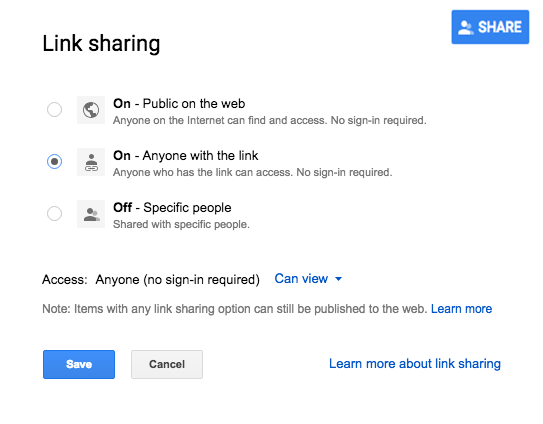 SHARE
Link sharing
On - Public on the web
Anyone on the Internet can find and access. No sign-in required.
On - Anyone with the link
Anyone who has the link can access. No sign-in required.
Off - Specific people
Shared with specific people.
Access: Anyone (no sign-in required) Can view
Note: Items with any link sharing option can still be published to the web. Learn more
Save Cancel Learn more about link sharing